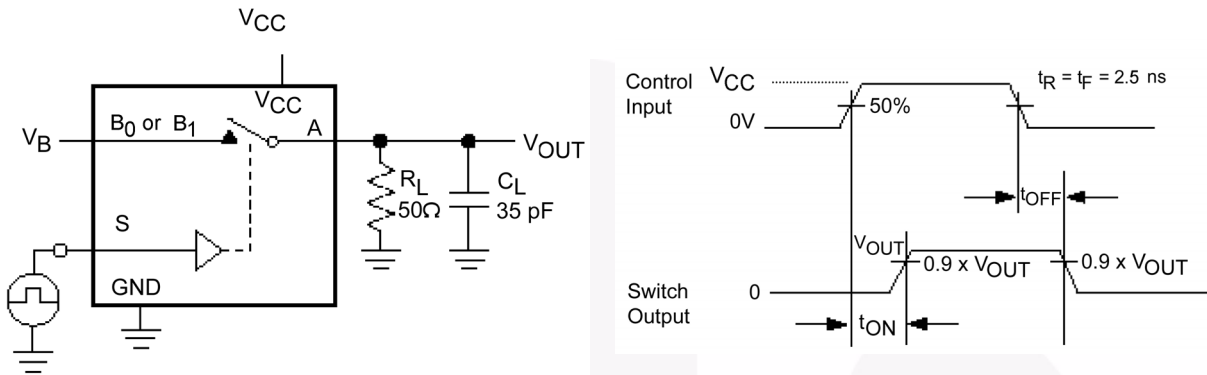 VCC
VCC
B0 or B1
A
VB
VOUT
RL
50Ω
CL
35 pF
S
GND
Control
Input
VCC
50%
0V
tR = tF = 2.5 ns
tOFF
VOUT
0.9 x VOUT
0.9 x VOUT
Switch
Output
0
tON